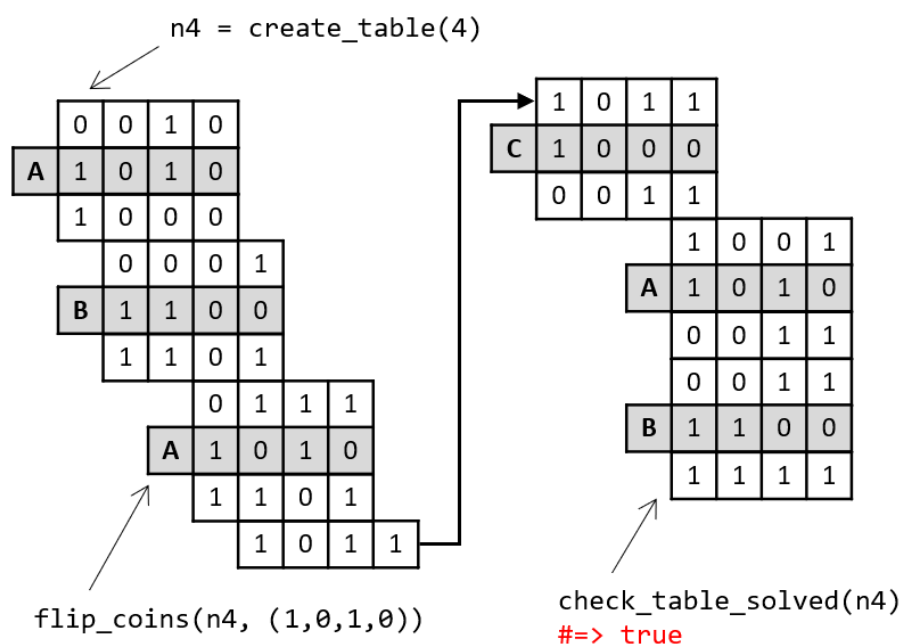 n4 = create_table(4)
0 0 1 0
A 1 0 1 0
1 0 0 0
0 0 0 1
B 1 1 0 0
1 1 0 1
0 1 1 1
A 1 0 1 0
1 1 0 1
1 0 1 1
flip_coins(n4, (1,0,1,0))
1 0 1 1
C 1 0 0 0
0 0 1 1
1 0 0 1
A 1 0 1 0
0 0 1 1
0 0 1 1
B 1 1 0 0
1 1 1 1
check_table_solved(n4)
#=> true